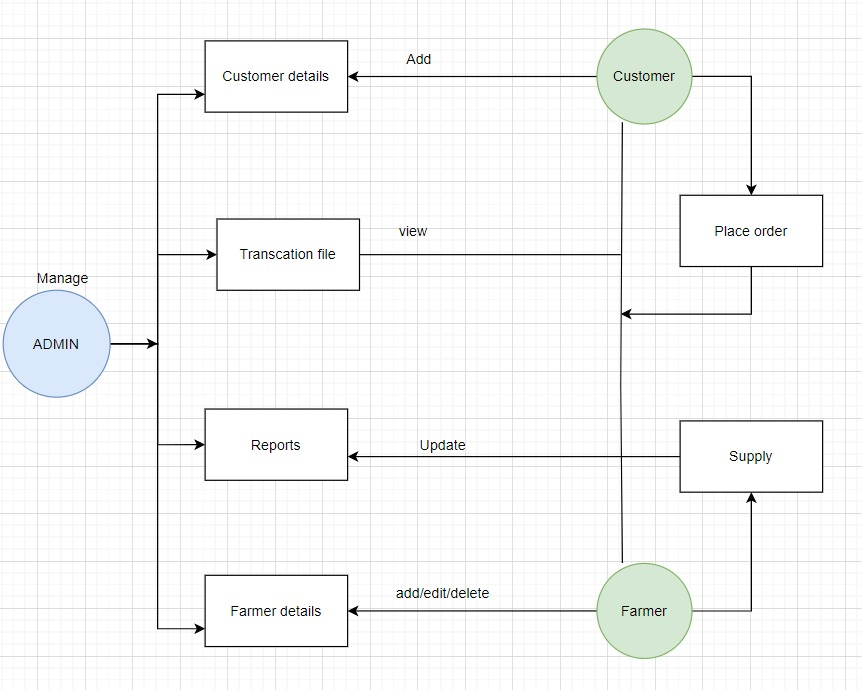 Customer details
Add
Customer
Transcation file
view
Place order
Manage
ADMIN
Reports
Update
Supply
Farmer details
add/edit/delete
Farmer